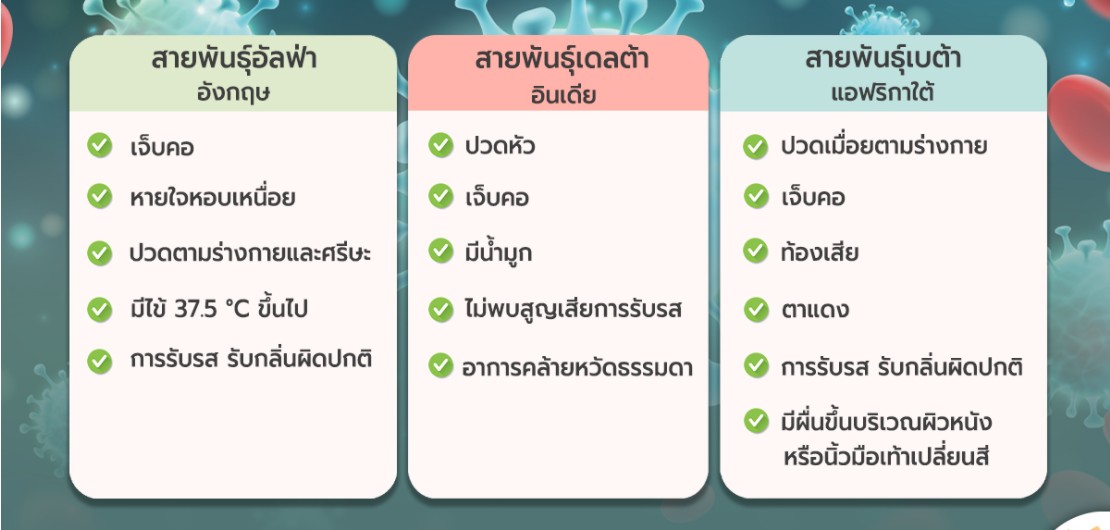 สายพันธุ์อัลฟ่า
อังกฤษ
เจ็บคอ
หายใจหอบเหนื่อย
ปวดตามร่างกายและศรีษะ
มีไข้ 37.5 °C ขึ้นไป
การรับรส รับกลิ่นผิดปกติ
สายพันธุ์เดลต้า
อินเดีย
ปวดหัว
เจ็บคอ
มีน้ำมูก
ไม่พบสูญเสียการรับรส
อาการคล้ายหวัดธรรมดา
สายพันธุ์เบต้า
แอฟริกาใต้
ปวดเมื่อยตามร่างกาย
เจ็บคอ
ท้องเสีย
ตาแดง
การรับรส รับกลิ่นผิดปกติ
มีผื่นขึ้นบริเวณผิวหนัง
หรือนิ้วมือเท้าเปลี่ยนสี